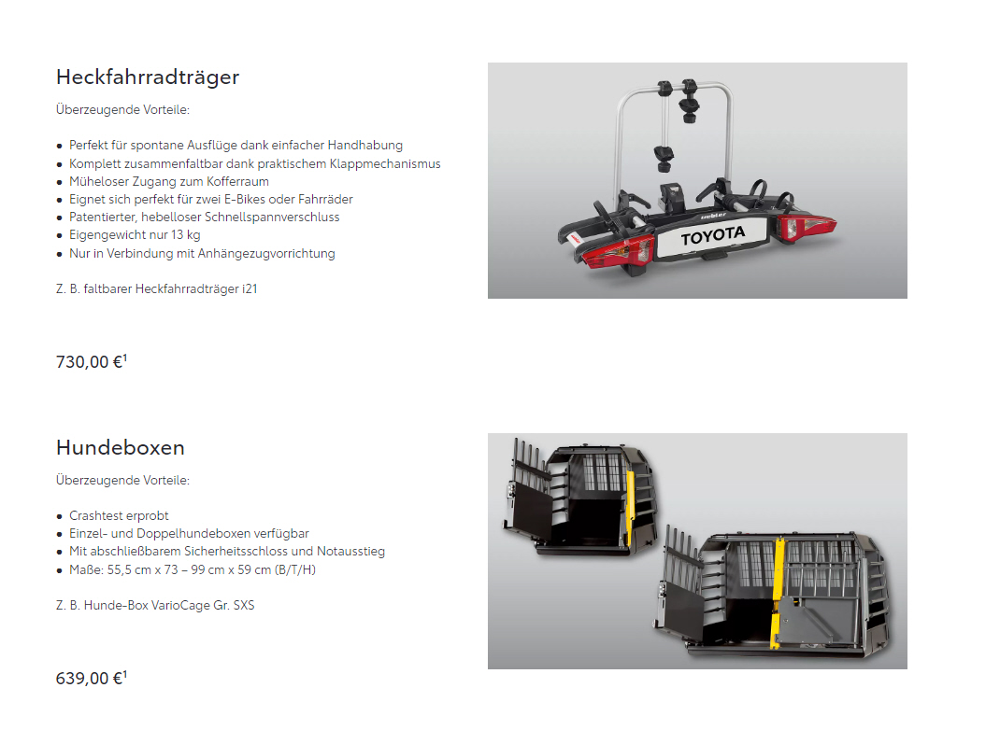 Heckfahrradträger
Überzeugende Vorteile:
● Perfekt für spontane Ausflüge dank einfacher Handhabung
● Komplett zusammenfaltbar dank praktischem Klappmechanismus
● Müheloser Zugang zum Kofferraum
● Eignet sich perfekt für zwei E-Bikes oder Fahrräder
● Patentierter, hebelloser Schnellspannverschluss
● Eigengewicht nur 13 kg
● Nur in Verbindung mit Anhängezugvorrichtung
Z. B. faltbarer Heckfahrradträger i21
730,00 €¹
uebler
TOYOTA
Hundeboxen
Überzeugende Vorteile:
● Crashtest erprobt
● Einzel- und Doppelhundeboxen verfügbar
● Mit abschließbarem Sicherheitsschloss und Notausstieg
● Maße: 55,5 cm x 73 – 99 cm x 59 cm (B/T/H)
Z. B. Hunde-Box VarioCage Gr. SXS
639,00 €¹